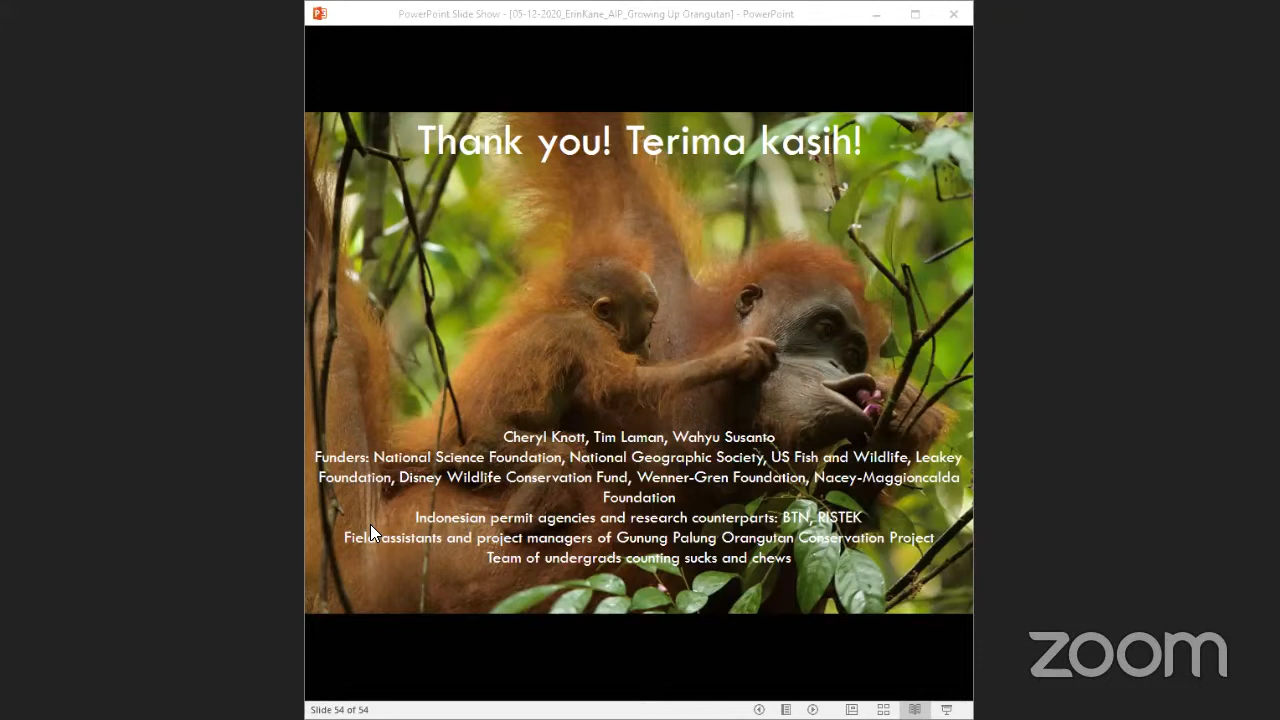 PowerPoint Slide Show - [05-12-2020_ErinKane_AIP_Growing Up Orangutan] - PowerPoint
Thank you! Terima kasih!
Cheryl Knott, Tim Laman, Wahyu Susanto
Funders: National Science Foundation, National Geographic Society, US Fish and Wildlife, Leakey
Foundation, Disney Wildlife Conservation Fund, Wenner-Gren Foundation, Nacey-Maggioncalda
Foundation
Indonesian permit agencies and research counterparts: BTN, RISTEK
Field assistants and project managers of Gunung Palung Orangutan Conservation Project
Team of undergrads counting sucks and chews
zoom
Slide 54 of 54